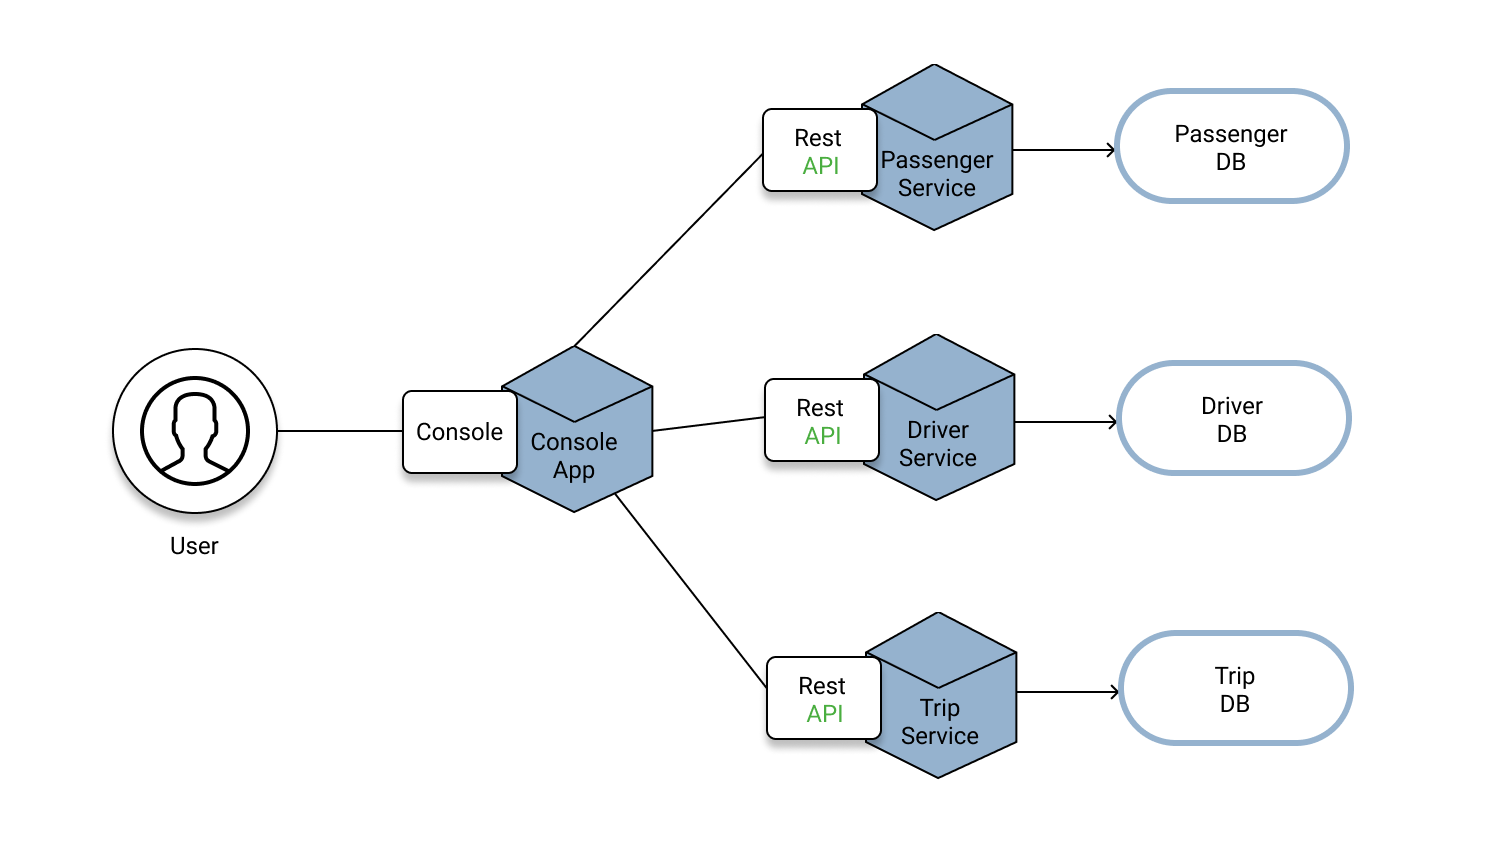 Rest
API
Passenger
Service
Passenger
DB
User
Console
Console
App
Rest
API
Driver
Service
Driver
DB
Rest
API
Trip
Service
Trip
DB